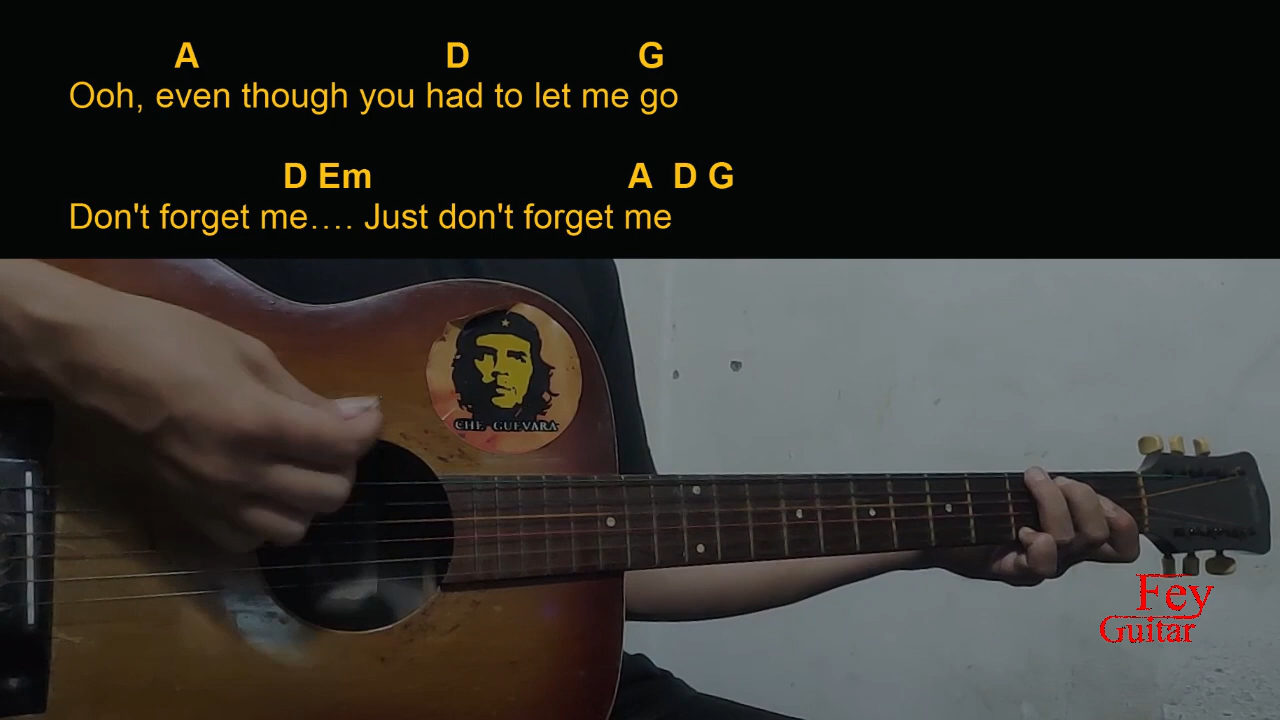 A D G
Ooh, even though you had to let me go
D Em A D G
Don't forget me…. Just don't forget me
CHE GUEVARA
Fey
Guitar